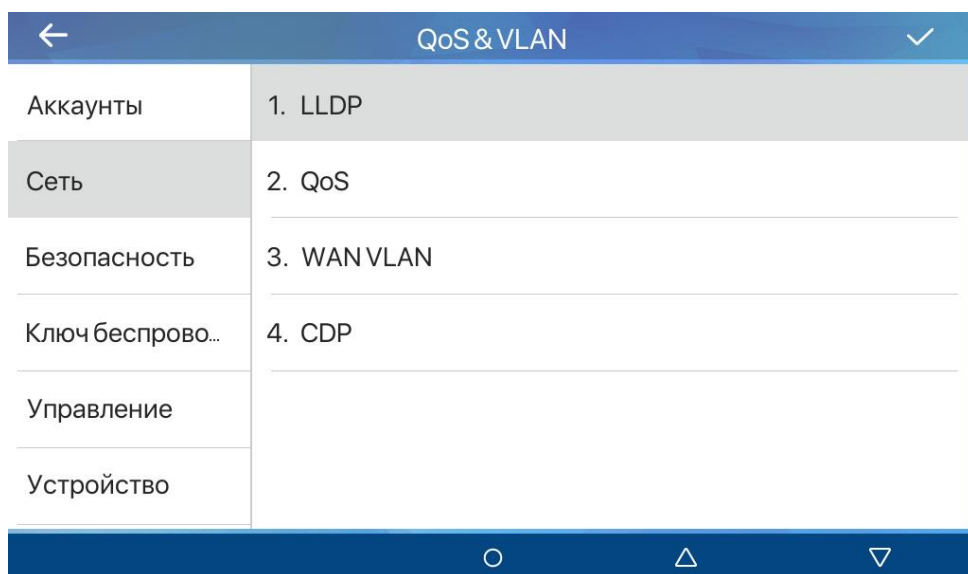 QoS & VLAN
Аккаунты
Сеть
Безопасность
Ключ беспрово...
Управление
Устройство
1. LLDP
2. QoS
3. WAN VLAN
4. CDP